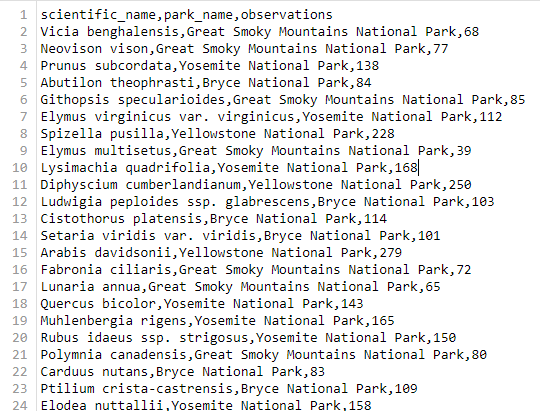 1 scientific_name,park_name,observations
2 Vicia benghalensis,Great Smoky Mountains National Park,68
3 Neovison vison,Great Smoky Mountains National Park,77
4 Prunus subcordata,Yosemite National Park,138
5 Abutilon theophrasti,Bryce National Park,84
6 Githopsis specularioides,Great Smoky Mountains National Park,85
7 Elymus virginicus var. virginicus,Yosemite National Park,112
8 Spizella pusilla,Yellowstone National Park,228
9 Elymus multisetus,Great Smoky Mountains National Park,39
10 Lysimachia quadrifolia,Yosemite National Park,168
11 Diphyscium cumberlandianum,Yellowstone National Park,250
12 Ludwigia peploides ssp. glabrescens,Bryce National Park,103
13 Cistothorus platensis,Bryce National Park,114
14 Setaria viridis var. viridis,Bryce National Park,101
15 Arabis davidsonii,Yellowstone National Park,279
16 Fabronia ciliaris,Great Smoky Mountains National Park,72
17 Lunaria annua,Great Smoky Mountains National Park,65
18 Quercus bicolor,Yosemite National Park,143
19 Muhlenbergia rigens,Yosemite National Park,165
20 Rubus idaeus ssp. strigosus,Yosemite National Park,150
21 Polymnia canadensis,Great Smoky Mountains National Park,80
22 Carduus nutans,Bryce National Park,83
23 Ptilium crista-castrensis,Bryce National Park,109
24 Elodea nuttallii,Yosemite National Park,158